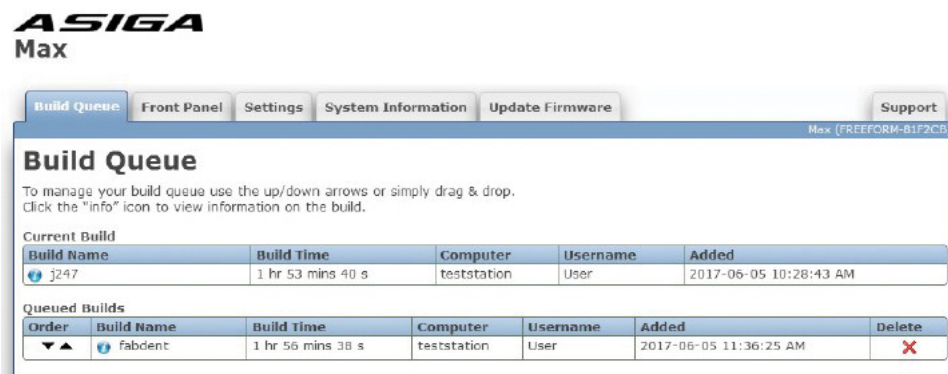 ASIGA
Max
Build Queue Front Panel Settings System Information Update Firmware Support
Max (FREEFORM-81F2CB
Build Queue
To manage your build queue use the up/down arrows or simply drag & drop.
Click the "info" icon to view information on the build.
Current Build
Build Name Build Time Computer Username Added
j247 1 hr 53 mins 40 s teststation User 2017-06-05 10:28:43 AM
Queued Builds
Order Build Name Build Time Computer Username Added Delete
fabdent 1 hr 56 mins 38 s teststation User 2017-06-05 11:36:25 AM